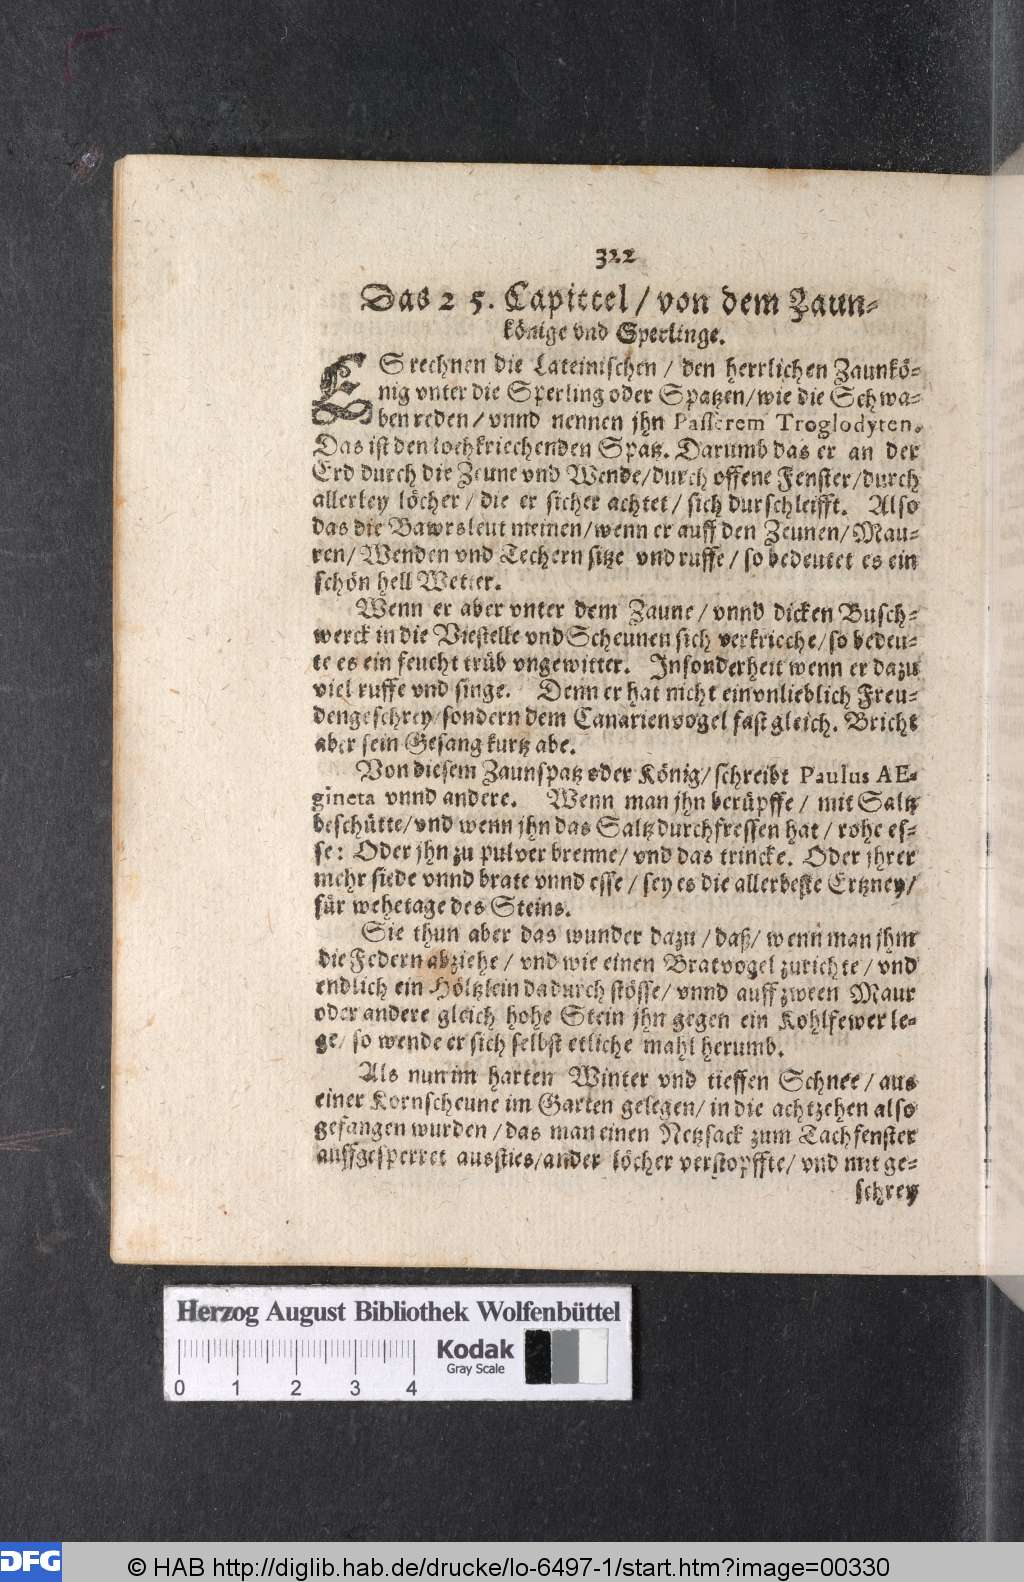 322
Das 2 5. Capittel / von dem Zaun-
könige vnd Sperlinge.
ES rechnen die Lateinischen / den herrlichen Zaunkö-
nig vnter die Sperling oder Spatzen / wie die Schwa-
ben reden / vnnd nennen jhn Passerem Troglodyten.
Das ist den lochkriechenden Spatz. Darumb das er an der
Erd durch die Zeune vnd Wende / durch offene Fenster / durch
allerley löcher / die er sicher achtet / sich durschleifft. Also
das die Bawrsleut meinen / wenn er auff den Zeunen / Mau-
ren / Wenden vnd Techern sitze vnd ruffe / so bedeutet es ein
schön hell Wetter.
Wenn er aber vnter dem Zaune / vnnd dicken Busch-
werck in die Viestelle vnd Scheunen sich verkrieche / so bedeu-
te es ein feucht trüb vngewitter. Insonderheit wenn er dazu
viel ruffe vnd singe. Denn er hat nicht ein vnlieblich Freu-
dengeschrey / sondern dem Canarienvogel fast gleich. Bricht
aber sein Gesang kurtz abe.
Von diesem Zaunspatz oder König / schreibt Paulus AE-
gineta vnnd andere. Wenn man jhn berüpffe / mit Saltz
beschütte / vnd wenn jhn das Saltz durchfressen hat / rohe es-
se: Oder jhn zu pulver brenne / vnd das trincke. Oder jhrer
mehr siede vnnd brate vnnd esse / sey es die allerbeste Ertzney /
für wehetage des Steins.
Sie thun aber das wunder dazu / daß / wenn man jhm
die Federn abziehe / vnd wie einen Bratvogel zurichte / vnd
endlich ein Höltzlein dadurch stösse / vnnd auff zween Maur
oder andere gleich hohe Stein jhn gegen ein Kohlfewer le-
ge / so wende er sich selbst etliche mahl herumb.
Als nun im harten Winter vnd tieffen Schnee / aus
einer Kornscheune im Garten gelegen / in die achtzehen also
gefangen wurden / das man einen Netzsack zum Tachfenster
auffgesperret aussties / ander löcher verstopffte / vnd mit ge-
schrey
Herzog August Bibliothek Wolfenbüttel
Kodak
Gray Scale
0 1 2 3 4
DFG
© HAB http://diglib.hab.de/drucke/lo-6497-1/start.htm?image=00330